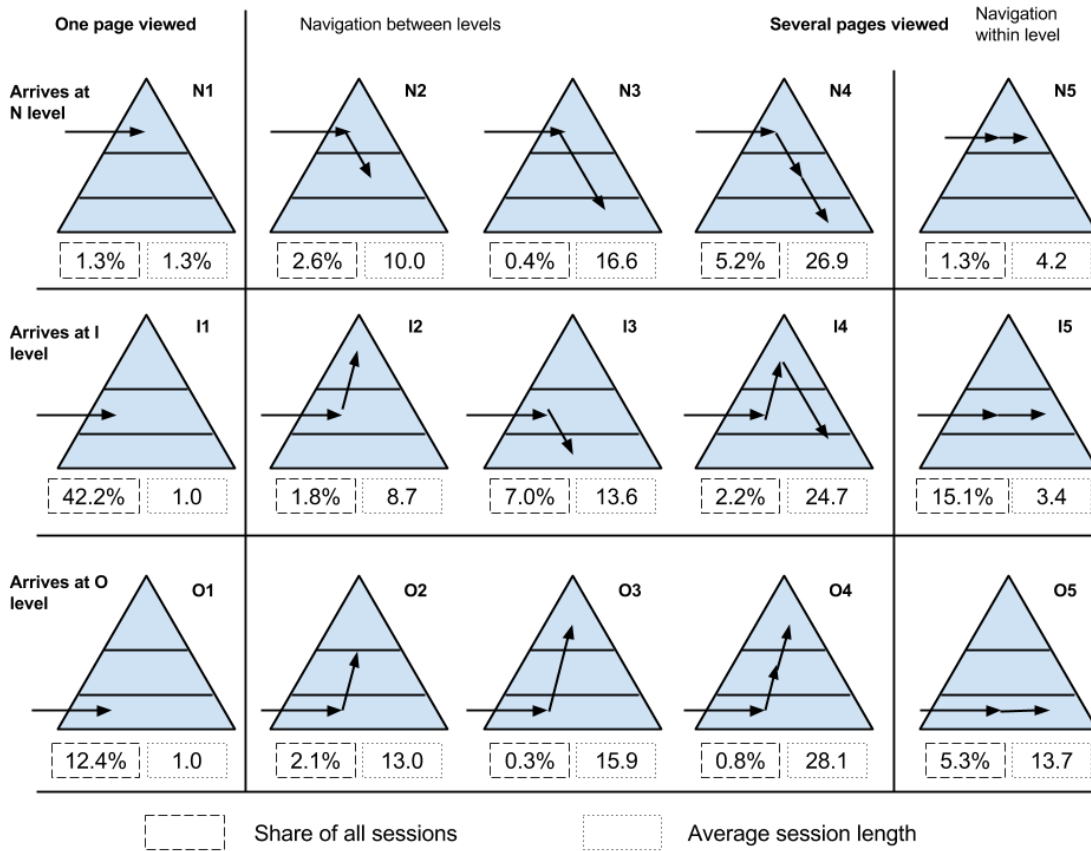 One page viewed
Navigation between levels
Several pages viewed
Navigation
within level
Arrives at
N level
N1
N2
N3
N4
N5
1.3% 1.3%
2.6% 10.0
0.4% 16.6
5.2% 26.9
1.3% 4.2
Arrives at I
level
I1
I2
I3
I4
I5
42.2% 1.0
1.8% 8.7
7.0% 13.6
2.2% 24.7
15.1% 3.4
Arrives at O
level
O1
O2
O3
O4
O5
12.4% 1.0
2.1% 13.0
0.3% 15.9
0.8% 28.1
5.3% 13.7
Share of all sessions
Average session length